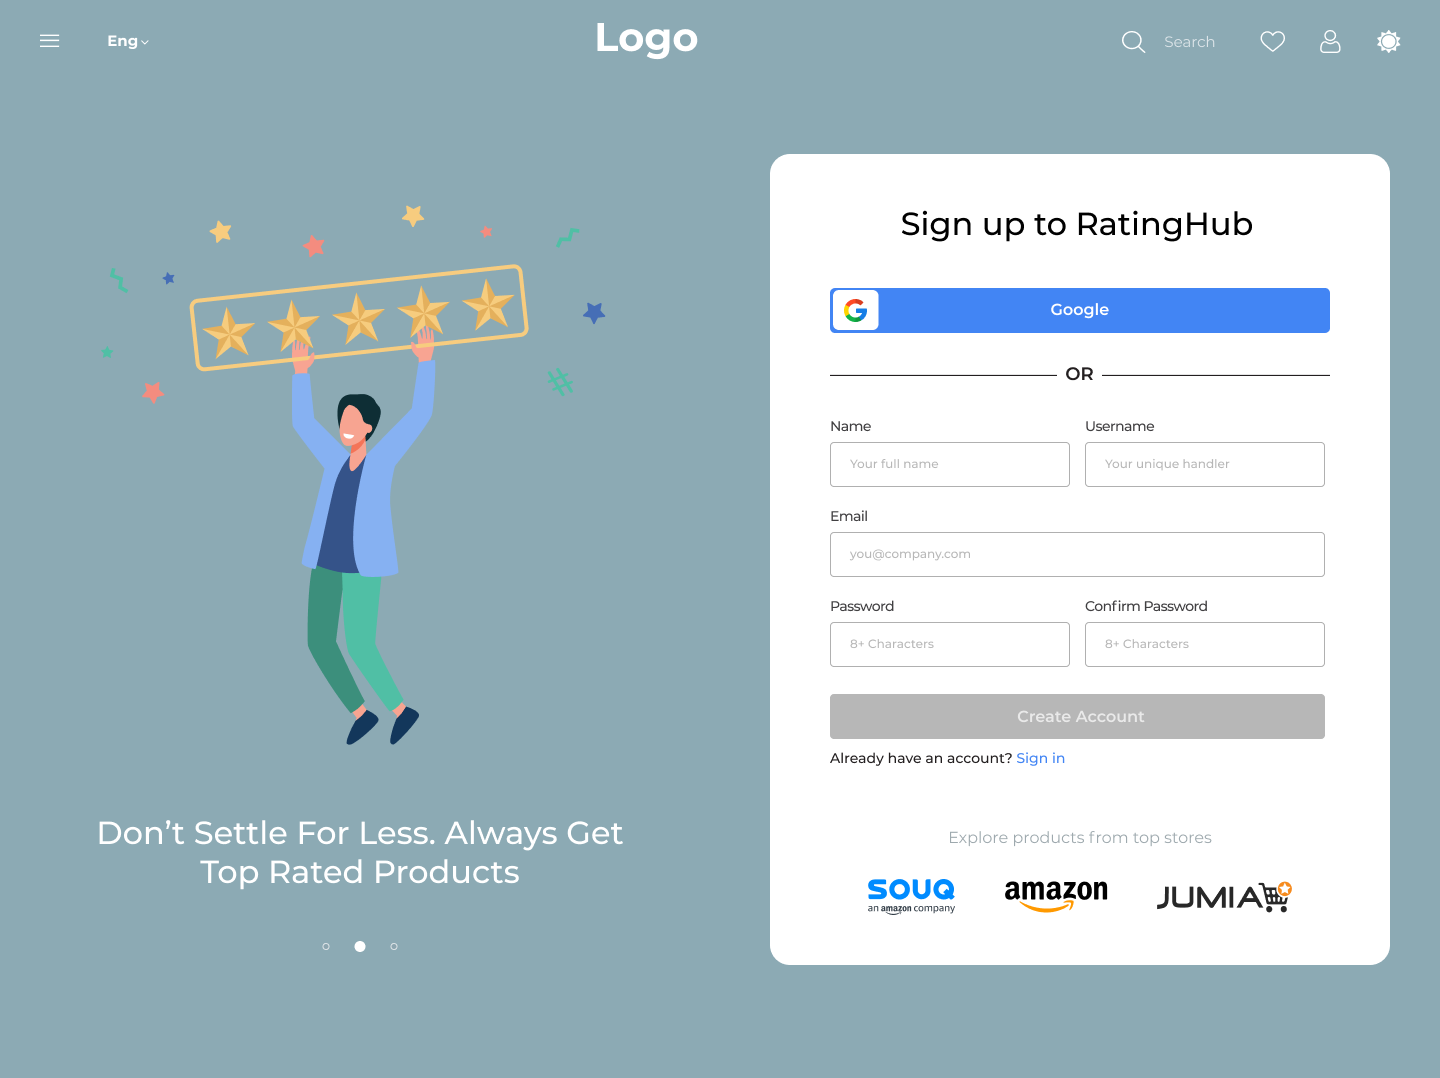 Eng
Logo
Search
Don’t Settle For Less. Always Get
Top Rated Products
Sign up to RatingHub
Google
OR
Name
Username
Your full name
Your unique handler
Email
you@company.com
Password
Confirm Password
8+ Characters
8+ Characters
Create Account
Already have an account? Sign in
Explore products from top stores
SOUQ
an amazon company
amazon
JUMIA